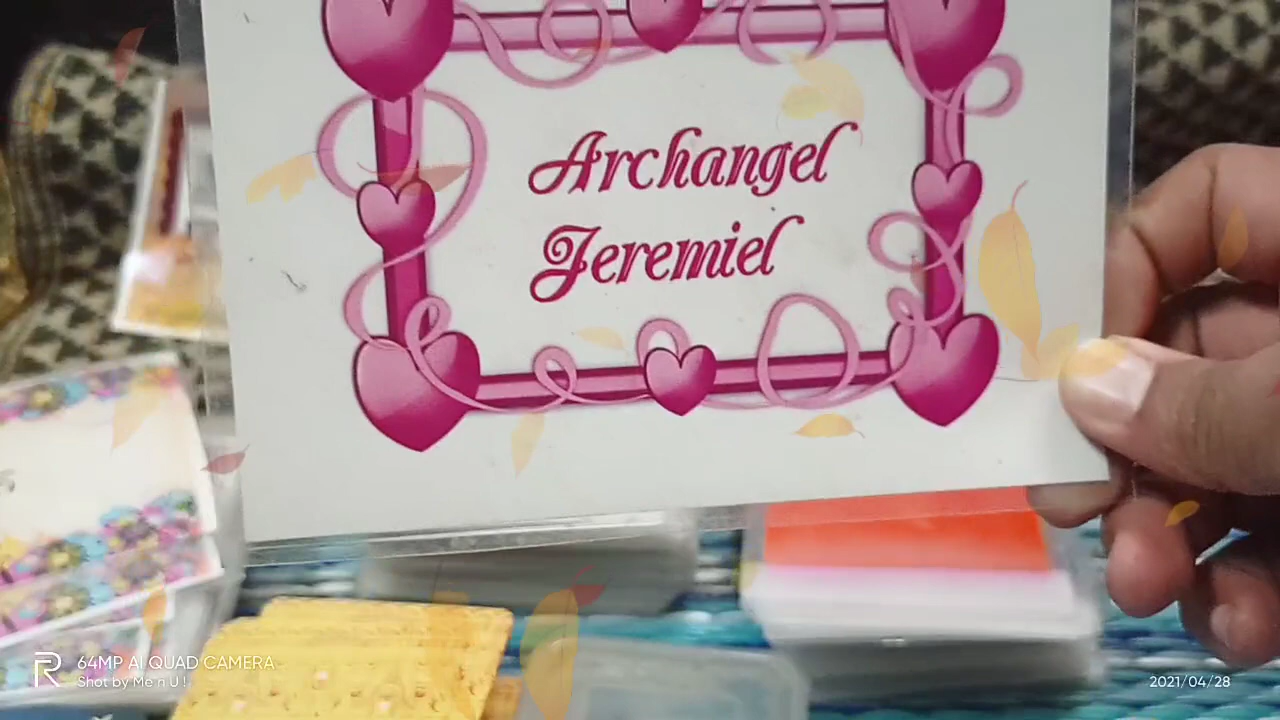 Archangel
Jeremiel
R 64MP AI QUAD CAMERA
Shot by Me n U !
2021/04/28